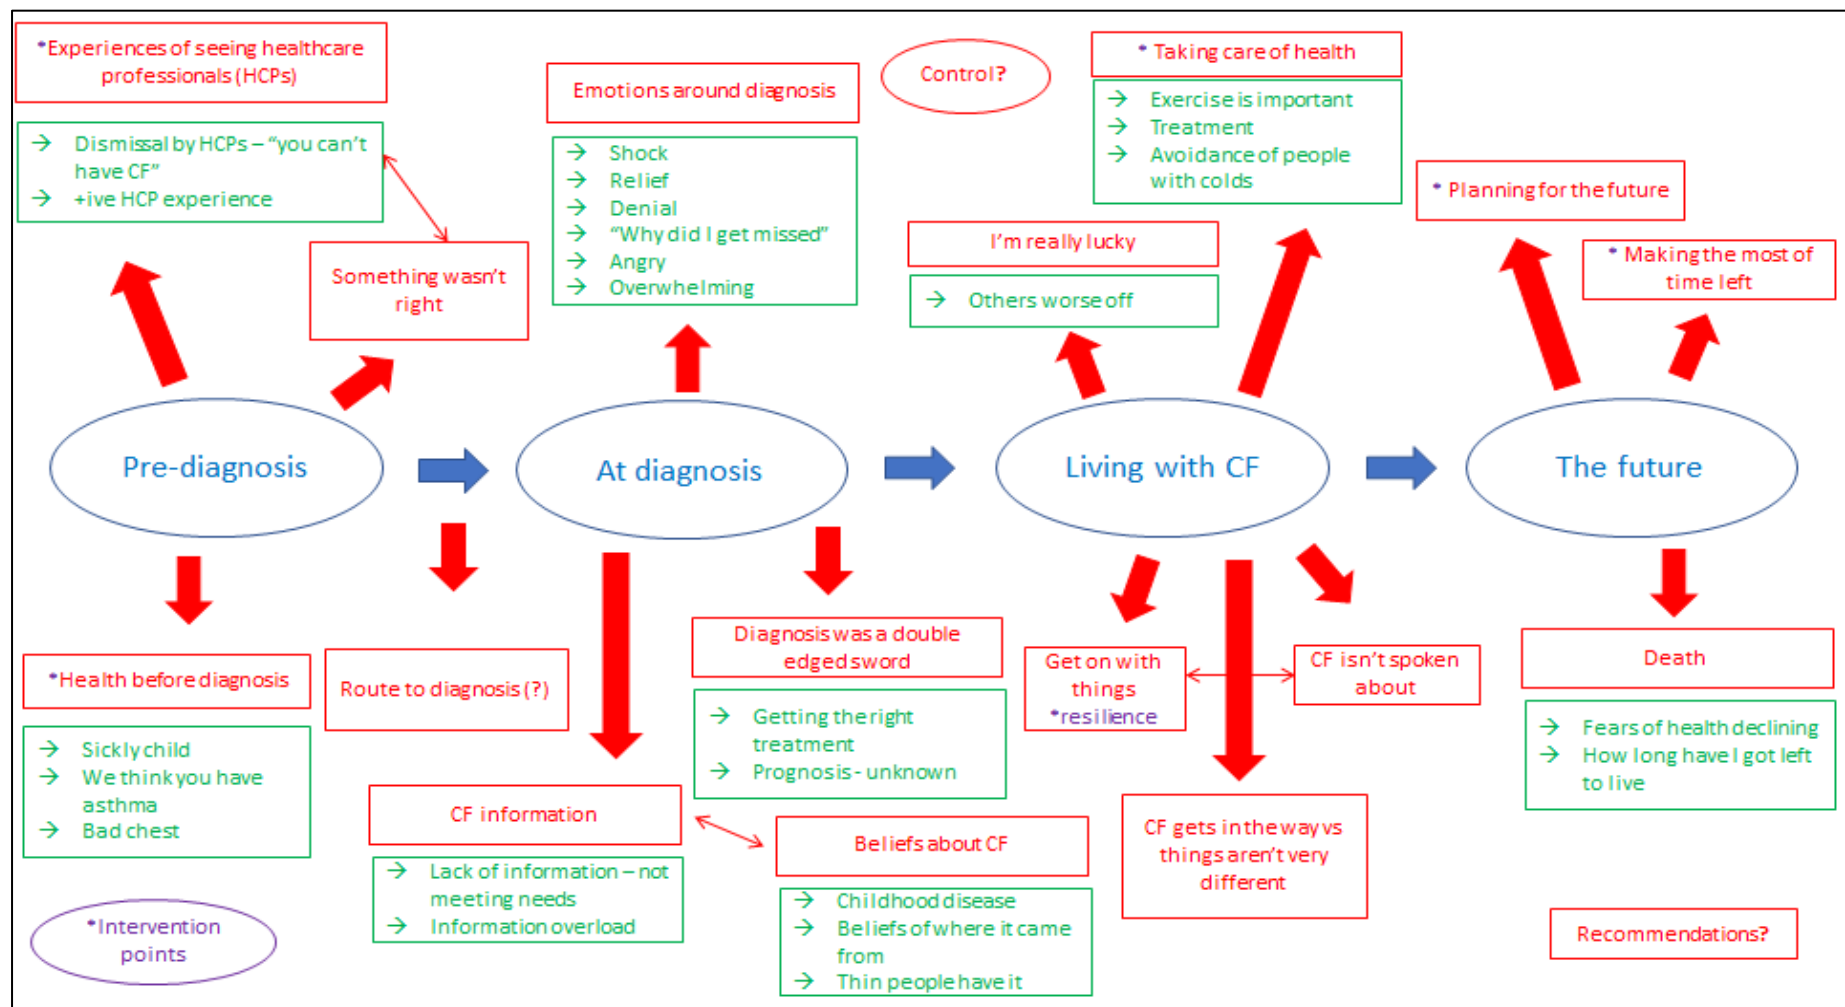 *Experiences of seeing healthcare
professionals (HCPs)
→ Dismissal by HCPs – “you can’t
have CF”
→ +ive HCP experience
Something wasn’t
right
Emotions around diagnosis
→ Shock
→ Relief
→ Denial
→ “Why did I get missed”
→ Angry
→ Overwhelming
Control?
I’m really lucky
→ Others worse off
* Taking care of health
→ Exercise is important
→ Treatment
→ Avoidance of people
with colds
* Planning for the future
* Making the most of
time left
Pre-diagnosis
At diagnosis
Living with CF
The future
*Health before diagnosis
→ Sickly child
→ We think you have
asthma
→ Bad chest
Route to diagnosis (?)
CF information
→ Lack of information – not
meeting needs
→ Information overload
Diagnosis was a double
edged sword
→ Getting the right
treatment
→ Prognosis - unknown
Beliefs about CF
→ Childhood disease
→ Beliefs of where it came
from
→ Thin people have it
Get on with
things
*resilience
CF isn’t spoken
about
CF gets in the way vs
things aren’t very
different
Death
→ Fears of health declining
→ How long have I got left
to live
*Intervention
points
Recommendations?